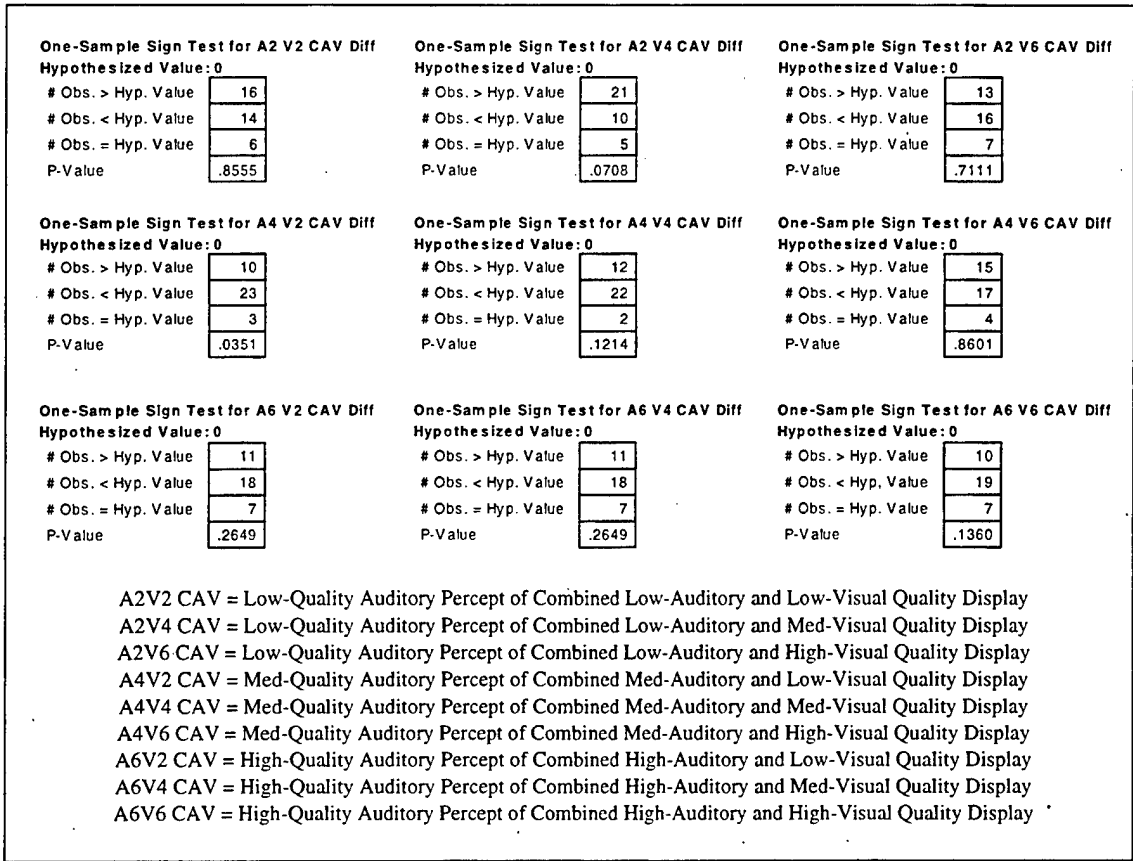 One-Sample Sign Test for A2 V2 CAV Diff
Hypothesized Value: 0
# Obs. > Hyp. Value 16
# Obs. < Hyp. Value 14
# Obs. = Hyp. Value 6
P-Value .8555
One-Sample Sign Test for A2 V4 CAV Diff
Hypothesized Value: 0
# Obs. > Hyp. Value 21
# Obs. < Hyp. Value 10
# Obs. = Hyp. Value 5
P-Value .0708
One-Sample Sign Test for A2 V6 CAV Diff
Hypothesized Value: 0
# Obs. > Hyp. Value 13
# Obs. < Hyp. Value 16
# Obs. = Hyp. Value 7
P-Value .7111
One-Sample Sign Test for A4 V2 CAV Diff
Hypothesized Value: 0
# Obs. > Hyp. Value 10
# Obs. < Hyp. Value 23
# Obs. = Hyp. Value 3
P-Value .0351
One-Sample Sign Test for A4 V4 CAV Diff
Hypothesized Value: 0
# Obs. > Hyp. Value 12
# Obs. < Hyp. Value 22
# Obs. = Hyp. Value 2
P-Value .1214
One-Sample Sign Test for A4 V6 CAV Diff
Hypothesized Value: 0
# Obs. > Hyp. Value 15
# Obs. < Hyp. Value 17
# Obs. = Hyp. Value 4
P-Value .8601
One-Sample Sign Test for A6 V2 CAV Diff
Hypothesized Value: 0
# Obs. > Hyp. Value 11
# Obs. < Hyp. Value 18
# Obs. = Hyp. Value 7
P-Value .2649
One-Sample Sign Test for A6 V4 CAV Diff
Hypothesized Value: 0
# Obs. > Hyp. Value 11
# Obs. < Hyp. Value 18
# Obs. = Hyp. Value 7
P-Value .2649
One-Sample Sign Test for A6 V6 CAV Diff
Hypothesized Value: 0
# Obs. > Hyp. Value 10
# Obs. < Hyp. Value 19
# Obs. = Hyp. Value 7
P-Value .1360
A2V2 CAV = Low-Quality Auditory Percept of Combined Low-Auditory and Low-Visual Quality Display
A2V4 CAV = Low-Quality Auditory Percept of Combined Low-Auditory and Med-Visual Quality Display
A2V6 CAV = Low-Quality Auditory Percept of Combined Low-Auditory and High-Visual Quality Display
A4V2 CAV = Med-Quality Auditory Percept of Combined Med-Auditory and Low-Visual Quality Display
A4V4 CAV = Med-Quality Auditory Percept of Combined Med-Auditory and Med-Visual Quality Display
A4V6 CAV = Med-Quality Auditory Percept of Combined Med-Auditory and High-Visual Quality Display
A6V2 CAV = High-Quality Auditory Percept of Combined High-Auditory and Low-Visual Quality Display
A6V4 CAV = High-Quality Auditory Percept of Combined High-Auditory and Med-Visual Quality Display
A6V6 CAV = High-Quality Auditory Percept of Combined High-Auditory and High-Visual Quality Display